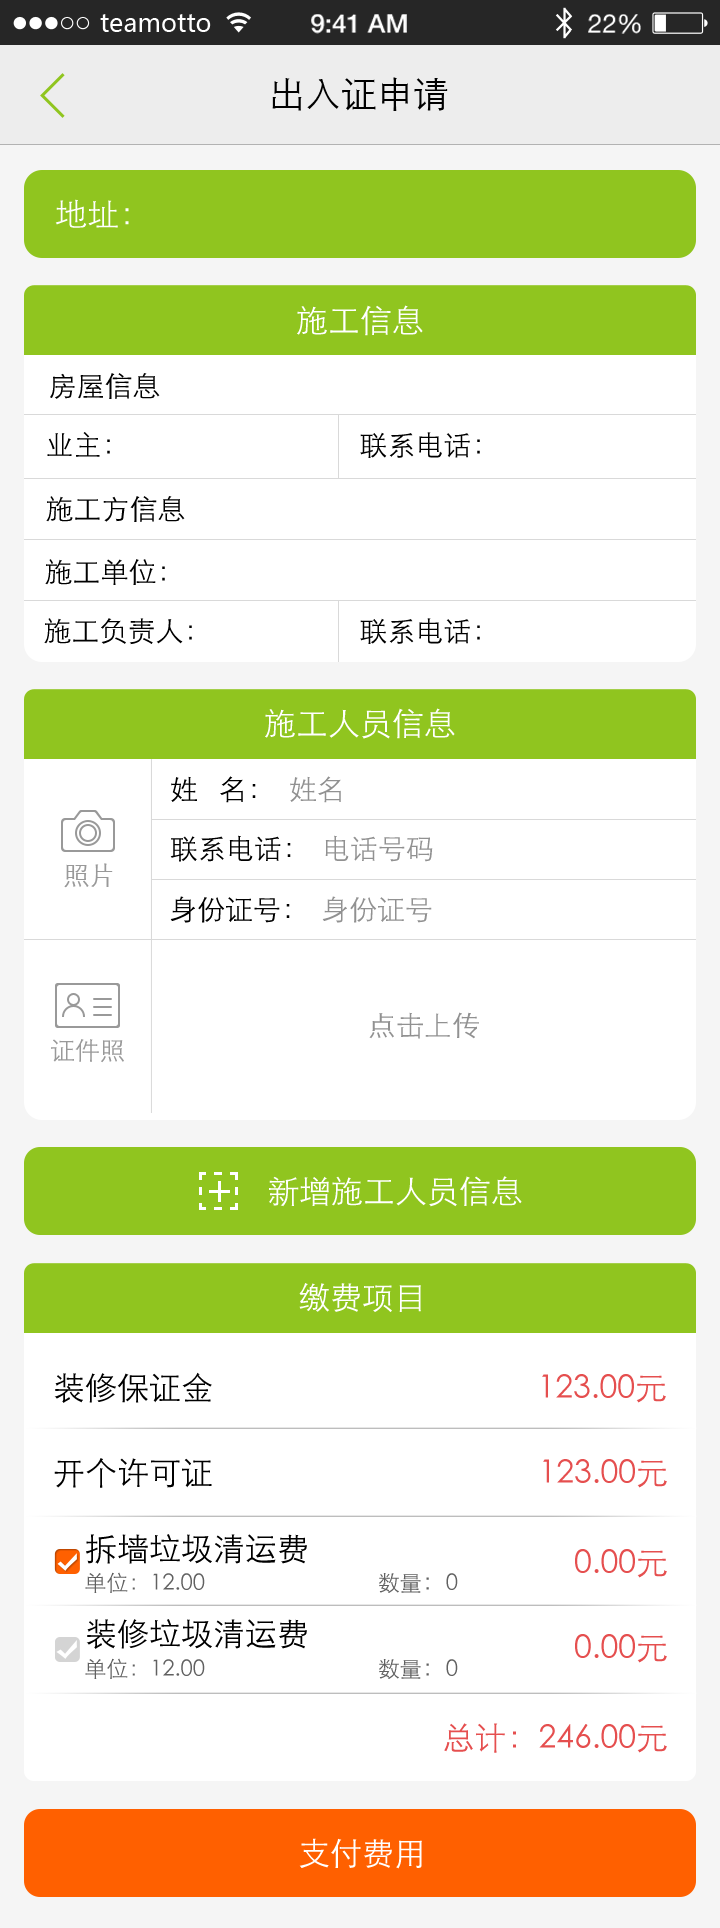 teamotto 9:41 AM 22%
出入证申请
地址：
施工信息
房屋信息
业主： 联系电话：
施工方信息
施工单位：
施工负责人： 联系电话：
施工人员信息
照片
姓 名： 姓名
联系电话： 电话号码
身份证号： 身份证号
证件照
点击上传
新增施工人员信息
缴费项目
装修保证金 123.00元
开个许可证 123.00元
拆墙垃圾清运费 0.00元
单位：12.00 数量：0
装修垃圾清运费 0.00元
单位：12.00 数量：0
总计：246.00元
支付费用